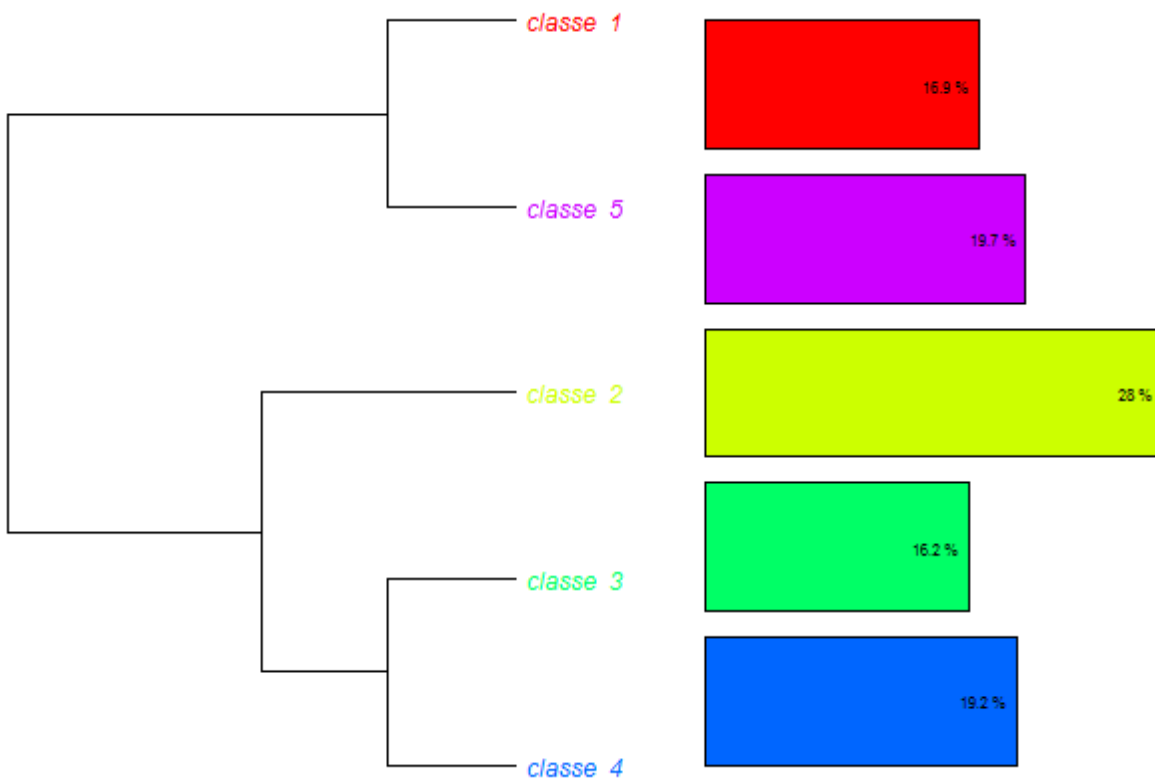 classe 1
16.9 %
classe 5
19.7 %
classe 2
28 %
classe 3
16.2 %
classe 4
19.2 %